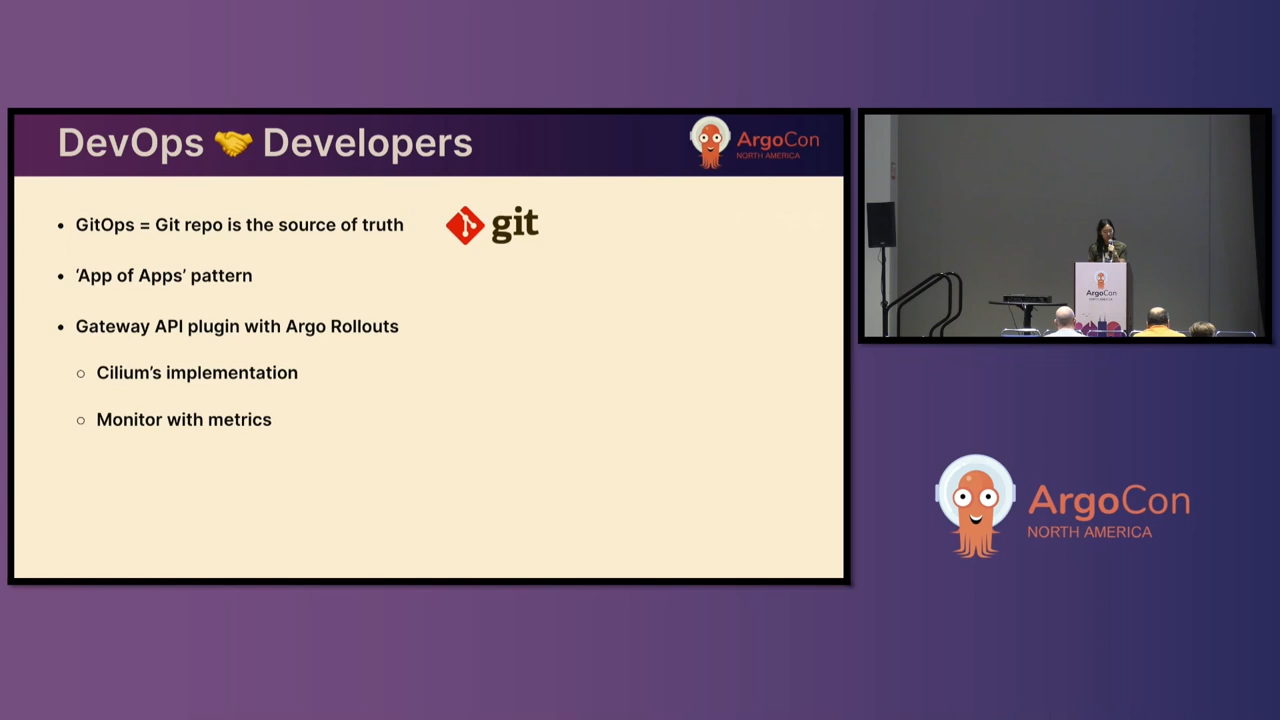 DevOps 🤝 Developers
ArgoCon
NORTH AMERICA
• GitOps = Git repo is the source of truth
git
• ‘App of Apps’ pattern
• Gateway API plugin with Argo Rollouts
○ Cilium’s implementation
○ Monitor with metrics
ArgoCon
ArgoCon
NORTH AMERICA